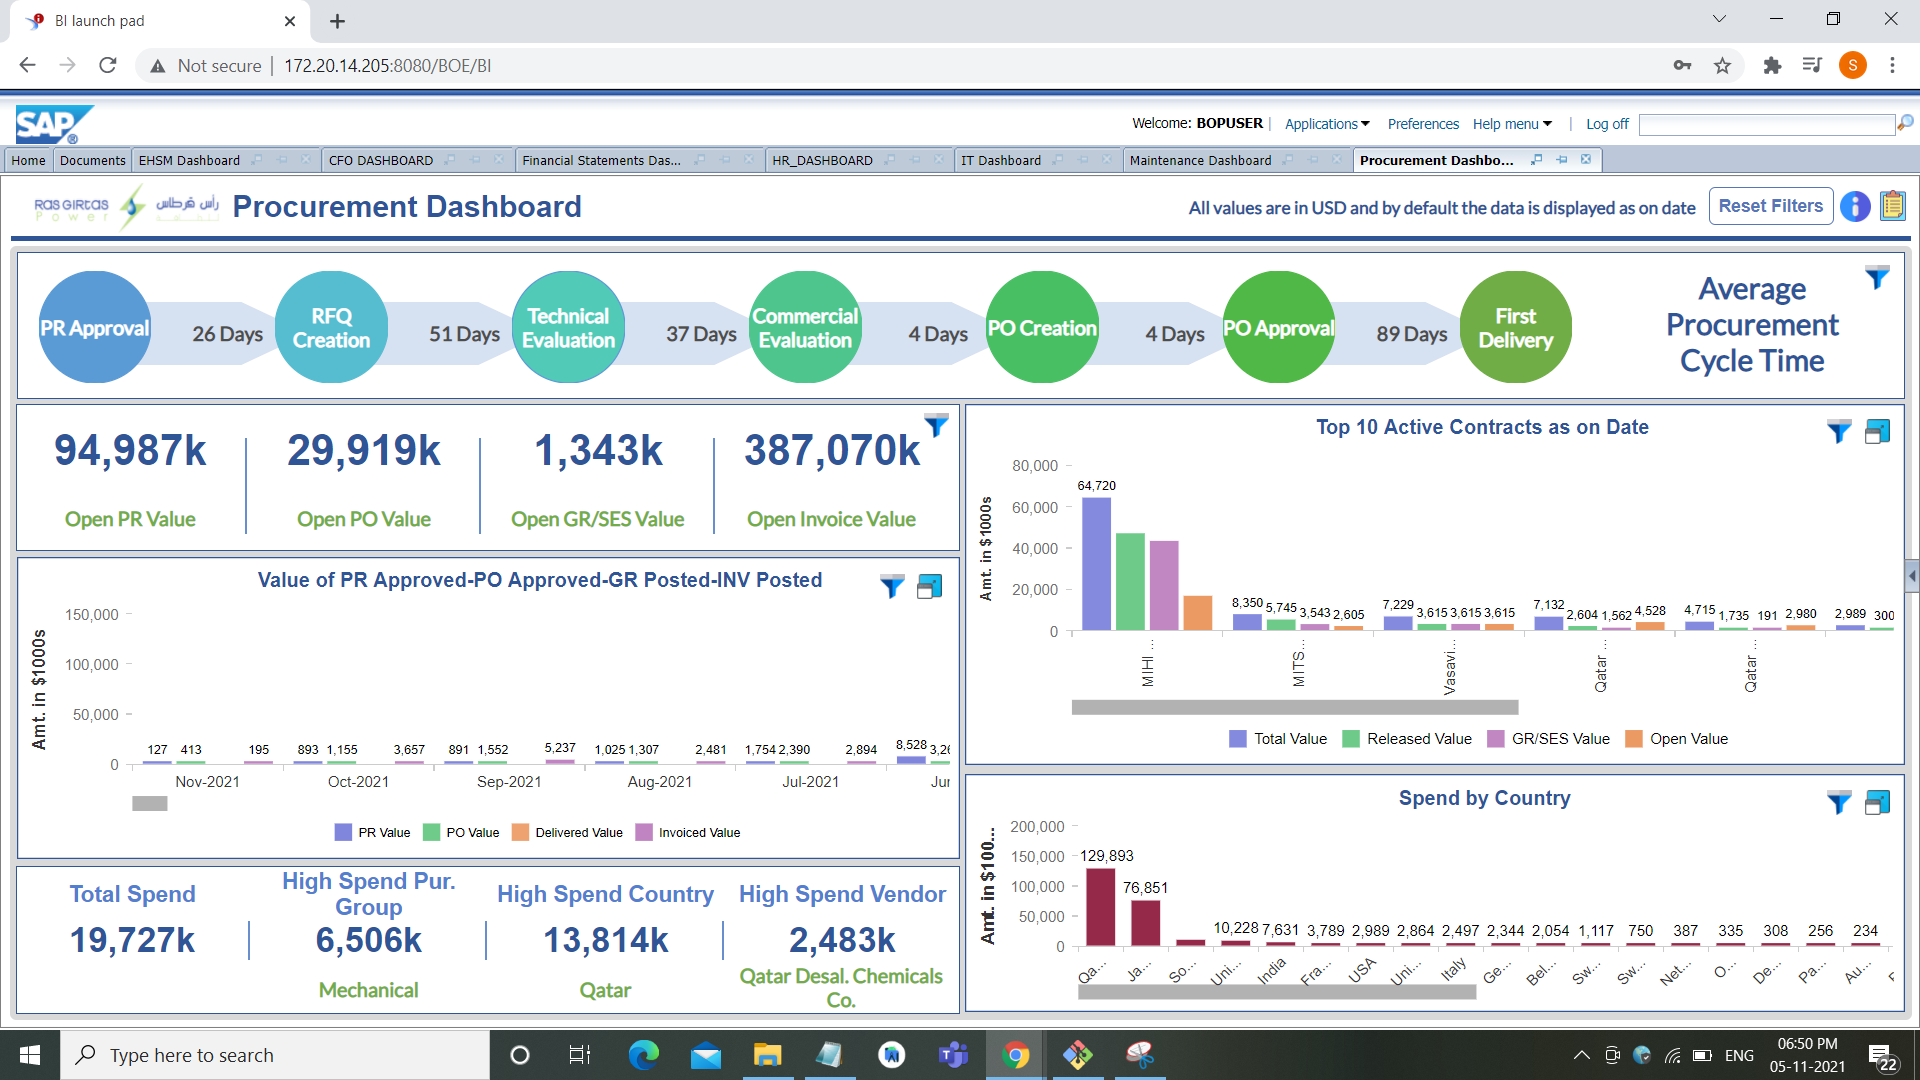 BI launch pad
Not secure | 172.20.14.205:8080/BOE/BI
S
SAP ®
Welcome: BOPUSER | Applications Preferences Help menu | Log off
Home Documents EHSM Dashboard CFO DASHBOARD Financial Statements Das... HR_DASHBOARD IT Dashboard Maintenance Dashboard Procurement Dashbo...
RAS GIRTAS
Power
رأس قرطاس
Procurement Dashboard
All values are in USD and by default the data is displayed as on date
Reset Filters
PR Approval
26 Days
RFQ
Creation
51 Days
Technical
Evaluation
37 Days
Commercial
Evaluation
4 Days
PO Creation
4 Days
PO Approval
89 Days
First
Delivery
Average
Procurement
Cycle Time
94,987k 29,919k 1,343k 387,070k
Open PR Value Open PO Value Open GR/SES Value Open Invoice Value
Top 10 Active Contracts as on Date
Amt. in $1000s
80,000
60,000
40,000
20,000
0
64,720
8,350 5,745 3,543 2,605
7,229 3,615 3,615 3,615
7,132 2,604 1,562 4,528
4,715 1,735 191 2,980
2,989 300
MIHI ...
MITS...
Vasavi...
Qatar ...
Qatar ...
Total Value Released Value GR/SES Value Open Value
Value of PR Approved-PO Approved-GR Posted-INV Posted
Amt. in $1000s
150,000
100,000
50,000
0
127 413 195 893 1,155 3,657 891 1,552 5,237 1,025 1,307 2,481 1,754 2,390 2,894 8,528
Nov-2021 Oct-2021 Sep-2021 Aug-2021 Jul-2021
PR Value PO Value Delivered Value Invoiced Value
Total Spend
19,727k
High Spend Pur.
Group
6,506k
Mechanical
High Spend Country
13,814k
Qatar
High Spend Vendor
2,483k
Qatar Desal. Chemicals
Co.
Spend by Country
Amt. in $100...
200,000
150,000
100,000
50,000
0
129,893
76,851
10,228 7,631 3,789 2,989 2,864 2,497 2,344 2,054 1,117 750 387 335 308 256 234
Qa... Ja... So... Uni... India Fra... USA Uni... Italy Ge... Bel... Sw... Sw... Net... O... De... Pa... Au...
Type here to search
ENG
06:50 PM
05-11-2021
22